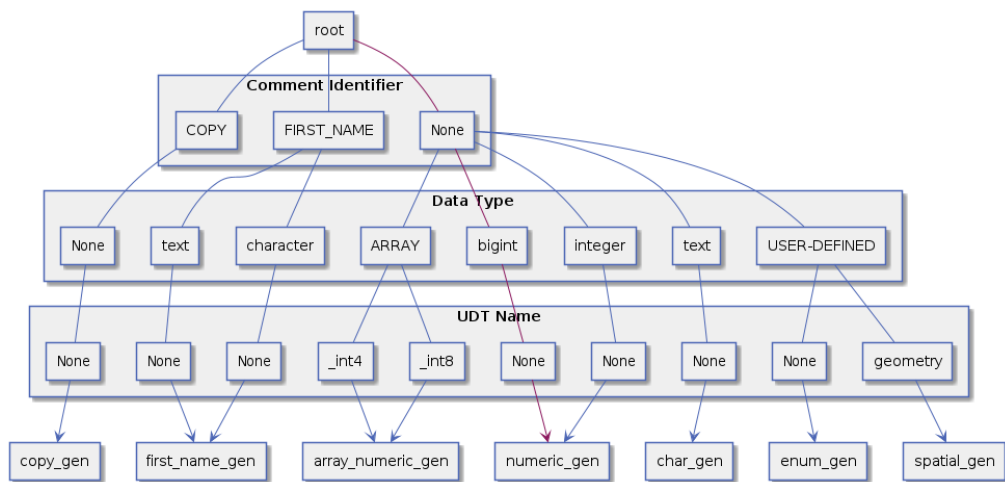 root
Comment Identifier
COPY
FIRST_NAME
None
Data Type
None
text
character
ARRAY
bigint
integer
text
USER-DEFINED
UDT Name
None
None
None
_int4
_int8
None
None
None
None
geometry
copy_gen
first_name_gen
array_numeric_gen
numeric_gen
char_gen
enum_gen
spatial_gen